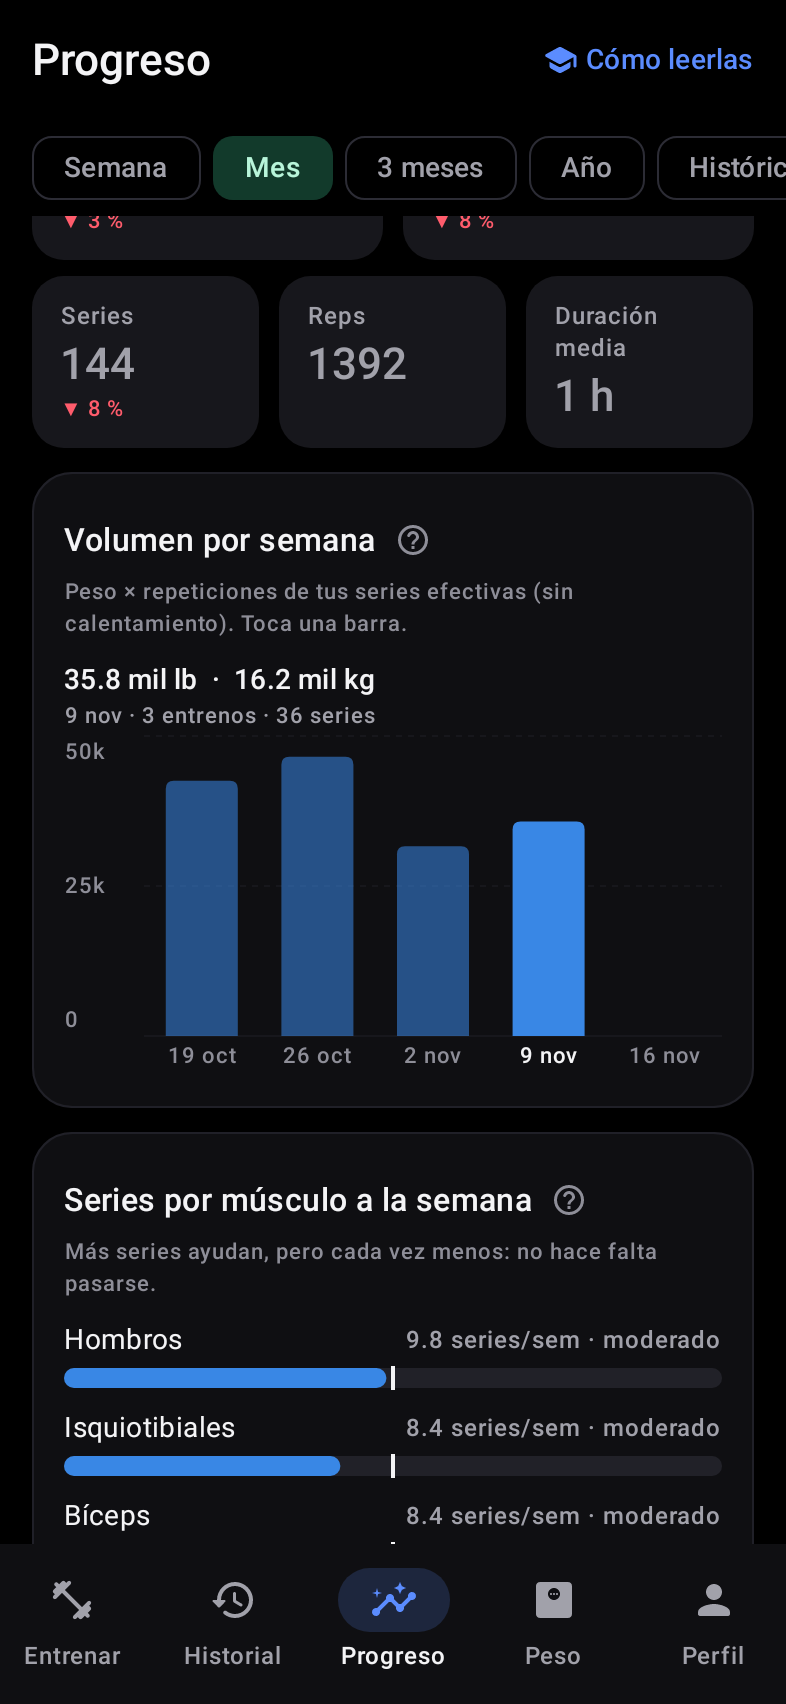 Progreso
Cómo leerlas
Semana
Mes
3 meses
Año
Históric
▼ 3 %
▼ 8 %
Series
144
▼ 8 %
Reps
1392
Duración
media
1 h
Volumen por semana
Peso × repeticiones de tus series efectivas (sin
calentamiento). Toca una barra.
35.8 mil lb · 16.2 mil kg
9 nov · 3 entrenos · 36 series
50k
25k
0
19 oct
26 oct
2 nov
9 nov
16 nov
Series por músculo a la semana
Más series ayudan, pero cada vez menos: no hace falta
pasarse.
Hombros
9.8 series/sem · moderado
Isquiotibiales
8.4 series/sem · moderado
Bíceps
8.4 series/sem · moderado
Entrenar
Historial
Progreso
Peso
Perfil